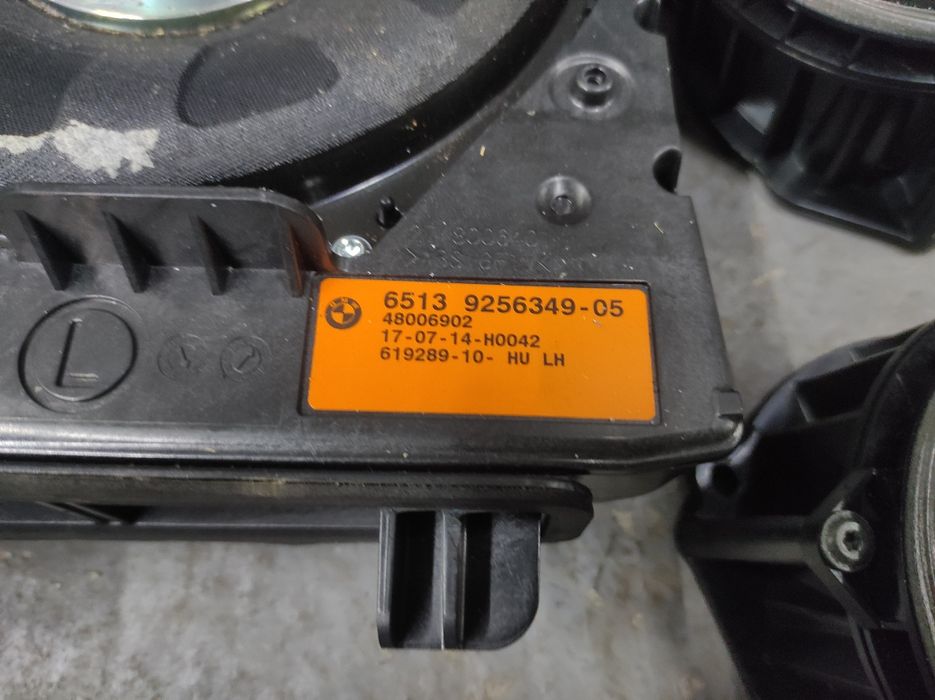 6513 9256349-05
48006902
17-07-14-H0042
619289-10- HU LH
L